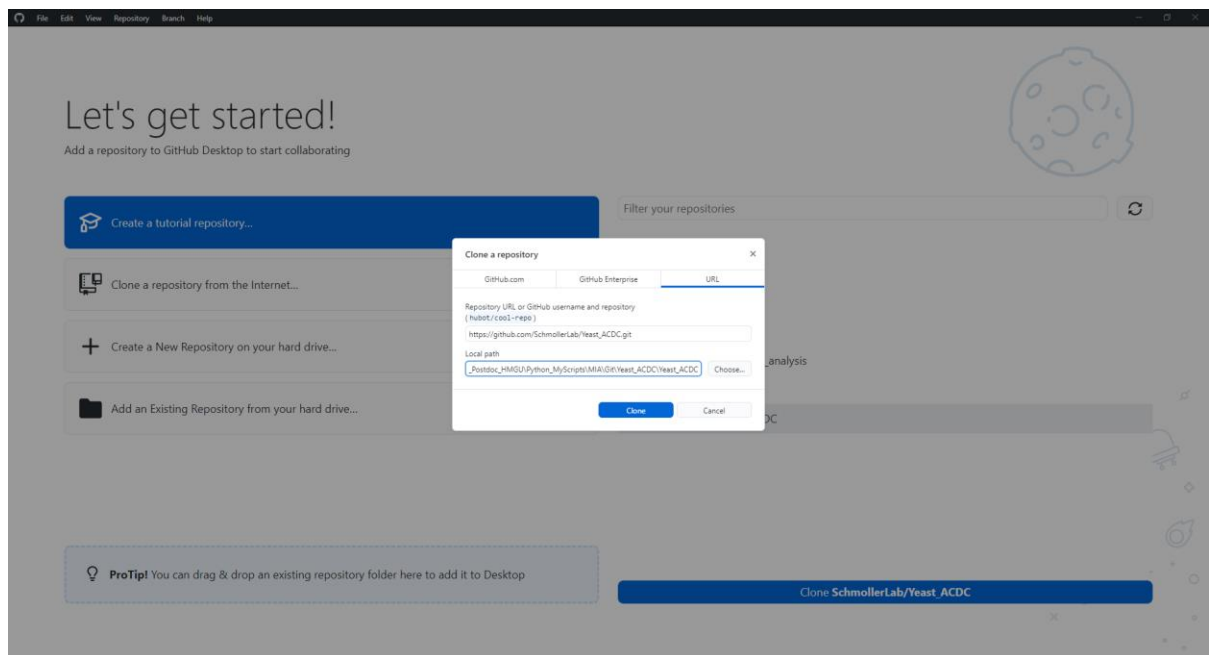 File Edit View Repository Branch Help
Let's get started!
Add a repository to GitHub Desktop to start collaborating
Create a tutorial repository...
Clone a repository from the Internet...
Create a New Repository on your hard drive...
Add an Existing Repository from your hard drive...
ProTip! You can drag & drop an existing repository folder here to add it to Desktop
Filter your repositories
_analysis
DC
Clone SchmollerLab/Yeast_ACDC
Clone a repository
GitHub.com GitHub Enterprise URL
Repository URL or GitHub username and repository
(hubot/cool-repo)
https://github.com/SchmollerLab/Yeast_ACDC.git
Local path
_Postdoc_HMGU\Python_MyScripts\MIA\Git\Yeast_ACDC\Yeast_ACDC Choose...
Clone Cancel